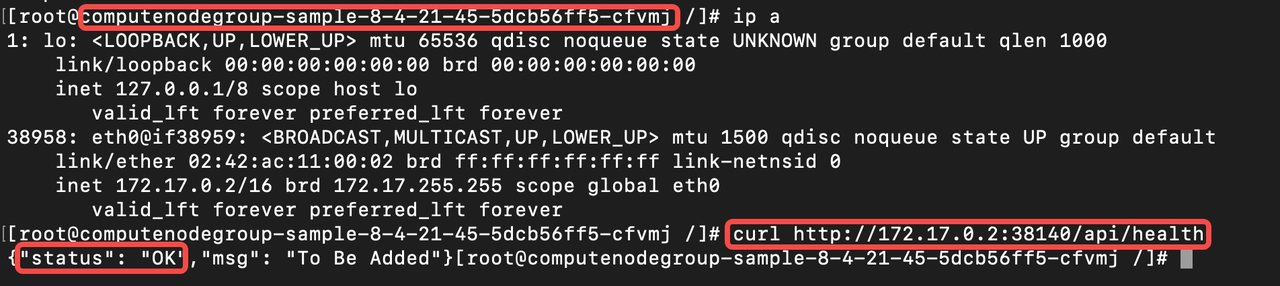 [[root@computenodegroup-sample-8-4-21-45-5dcb56ff5-cfvmj /]# ip a
1: lo: <LOOPBACK,UP,LOWER_UP> mtu 65536 qdisc noqueue state UNKNOWN group default qlen 1000
    link/loopback 00:00:00:00:00:00 brd 00:00:00:00:00:00
    inet 127.0.0.1/8 scope host lo
       valid_lft forever preferred_lft forever
38958: eth0@if38959: <BROADCAST,MULTICAST,UP,LOWER_UP> mtu 1500 qdisc noqueue state UP group default
    link/ether 02:42:ac:11:00:02 brd ff:ff:ff:ff:ff:ff link-netnsid 0
    inet 172.17.0.2/16 brd 172.17.255.255 scope global eth0
       valid_lft forever preferred_lft forever
[[root@computenodegroup-sample-8-4-21-45-5dcb56ff5-cfvmj /]# curl http://172.17.0.2:38140/api/health
{"status": "OK","msg": "To Be Added"}[root@computenodegroup-sample-8-4-21-45-5dcb56ff5-cfvmj /]#